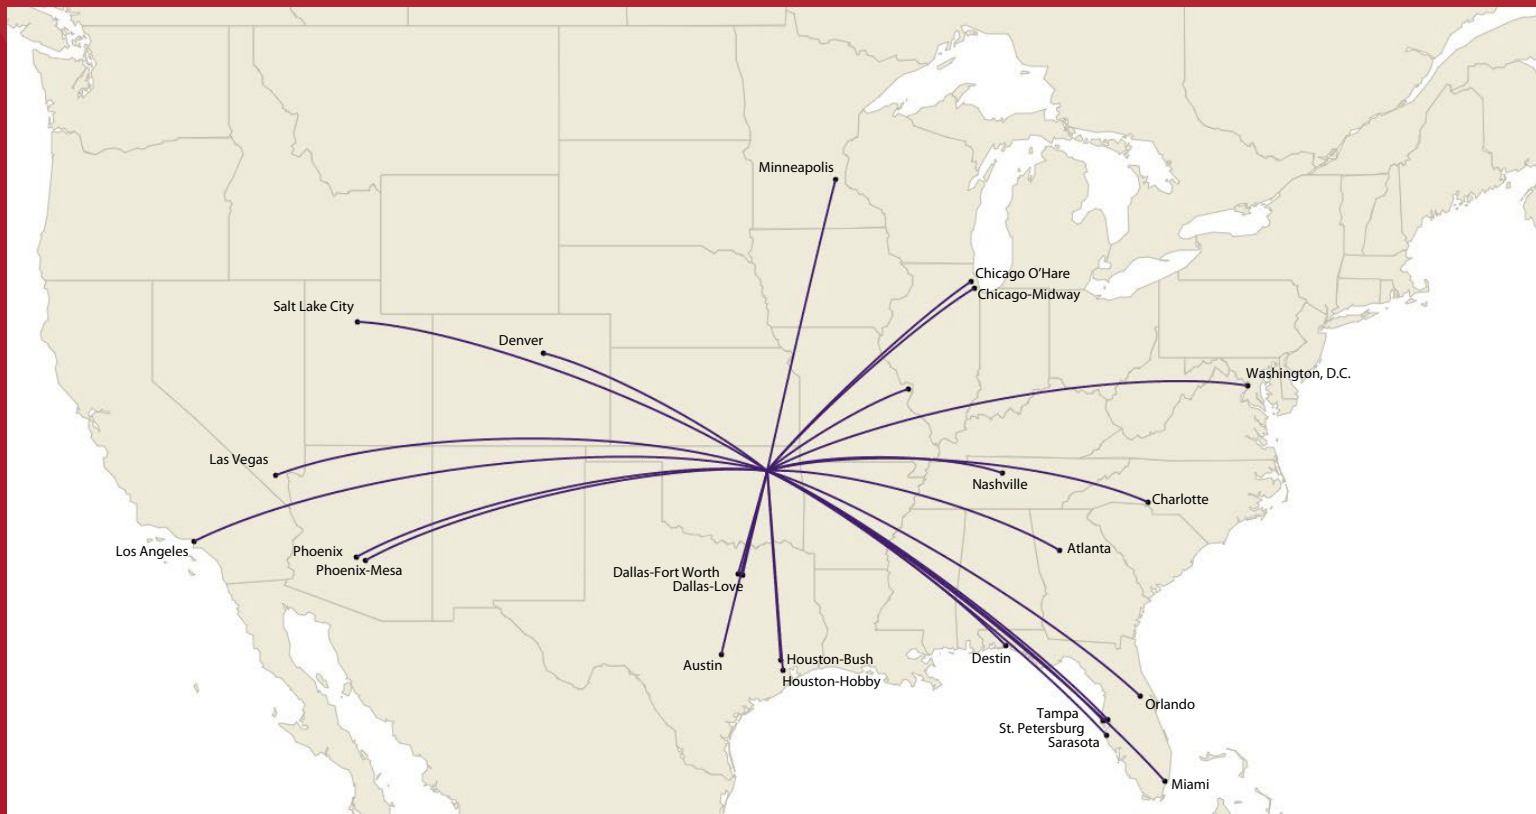 Minneapolis
Chicago O’Hare
Chicago-Midway
Salt Lake City
Denver
Washington, D.C.
Las Vegas
Nashville
Charlotte
Los Angeles
Phoenix
Phoenix-Mesa
Atlanta
Dallas-Fort Worth
Dallas-Love
Austin
Houston-Bush
Houston-Hobby
Destin
Orlando
Tampa
St. Petersburg
Sarasota
Miami